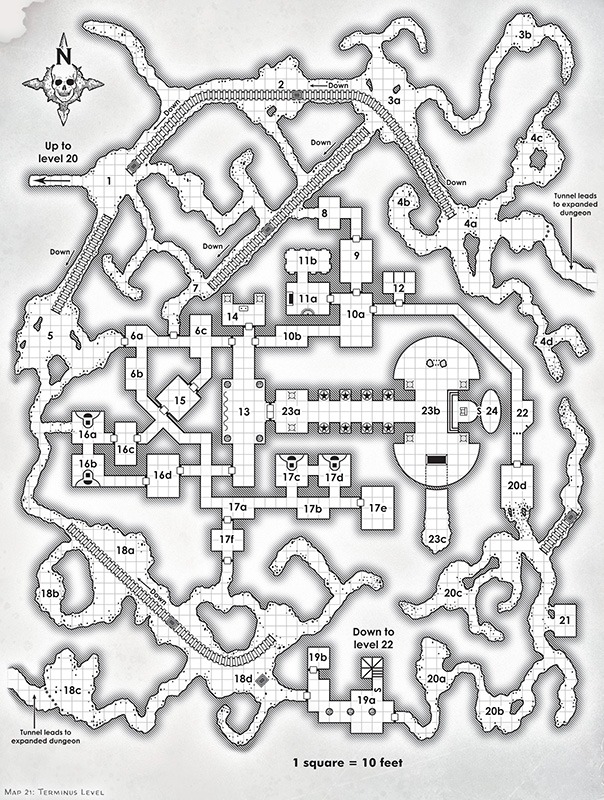 N
3b
2
Down
3a
Down
4c
Down
Up to
level 20
1
Down
4b
Tunnel leads
to expanded
dungeon
8
4a
Down
Down
9
11b
7
12
11a
14
10a
5
6a
6c
10b
4d
6b
15
13
23a
23b
S
24
22
16a
16c
16b
16d
17c
17d
20d
17a
17b
17e
17f
23c
18a
18b
20c
Down
21
Down to
level 22
19b
S
18c
18d
19a
20a
20b
Tunnel leads to
expanded dungeon
1 square = 10 feet
Map 21: Terminus Level